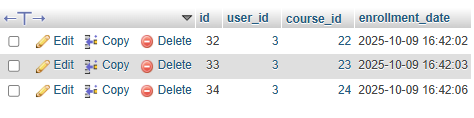 id user_id course_id enrollment_date
Edit Copy Delete 32 3 22 2025-10-09 16:42:02
Edit Copy Delete 33 3 23 2025-10-09 16:42:03
Edit Copy Delete 34 3 24 2025-10-09 16:42:06